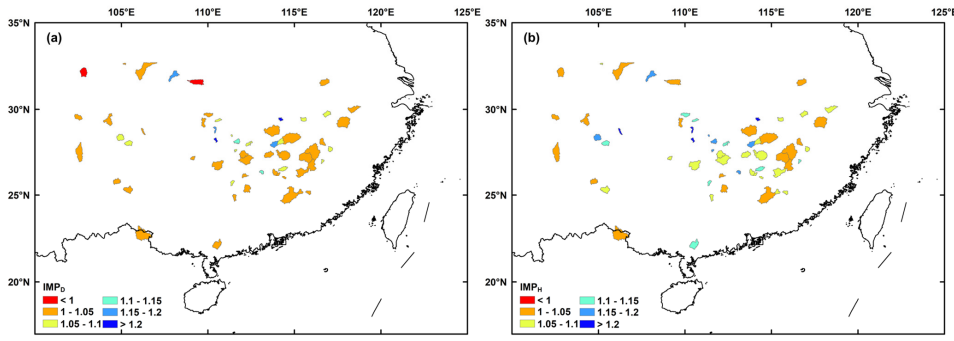 105°E 110°E 115°E 120°E 125°E
35°N
(a)
30°N
25°N
20°N
IMPD
< 1
1 - 1.05
1.05 - 1.1
1.1 - 1.15
1.15 - 1.2
> 1.2
105°E 110°E 115°E 120°E 125°E
35°N
(b)
30°N
25°N
20°N
IMPH
< 1
1 - 1.05
1.05 - 1.1
1.1 - 1.15
1.15 - 1.2
> 1.2